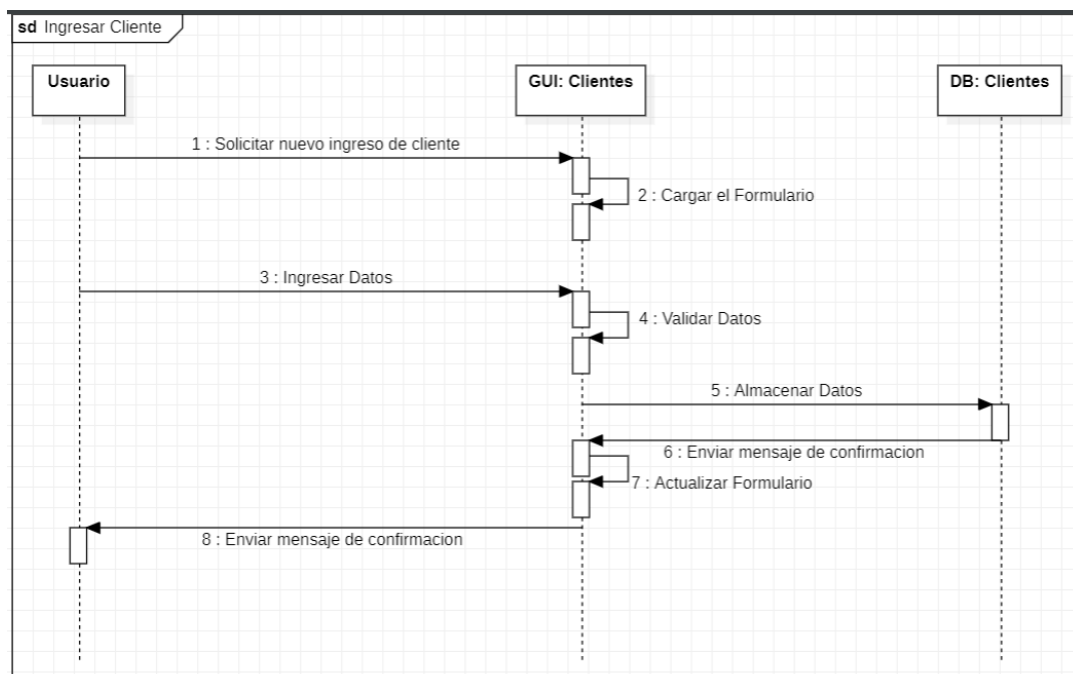 sd Ingresar Cliente
Usuario
GUI: Clientes
DB: Clientes
1 : Solicitar nuevo ingreso de cliente
2 : Cargar el Formulario
3 : Ingresar Datos
4 : Validar Datos
5 : Almacenar Datos
6 : Enviar mensaje de confirmacion
7 : Actualizar Formulario
8 : Enviar mensaje de confirmacion